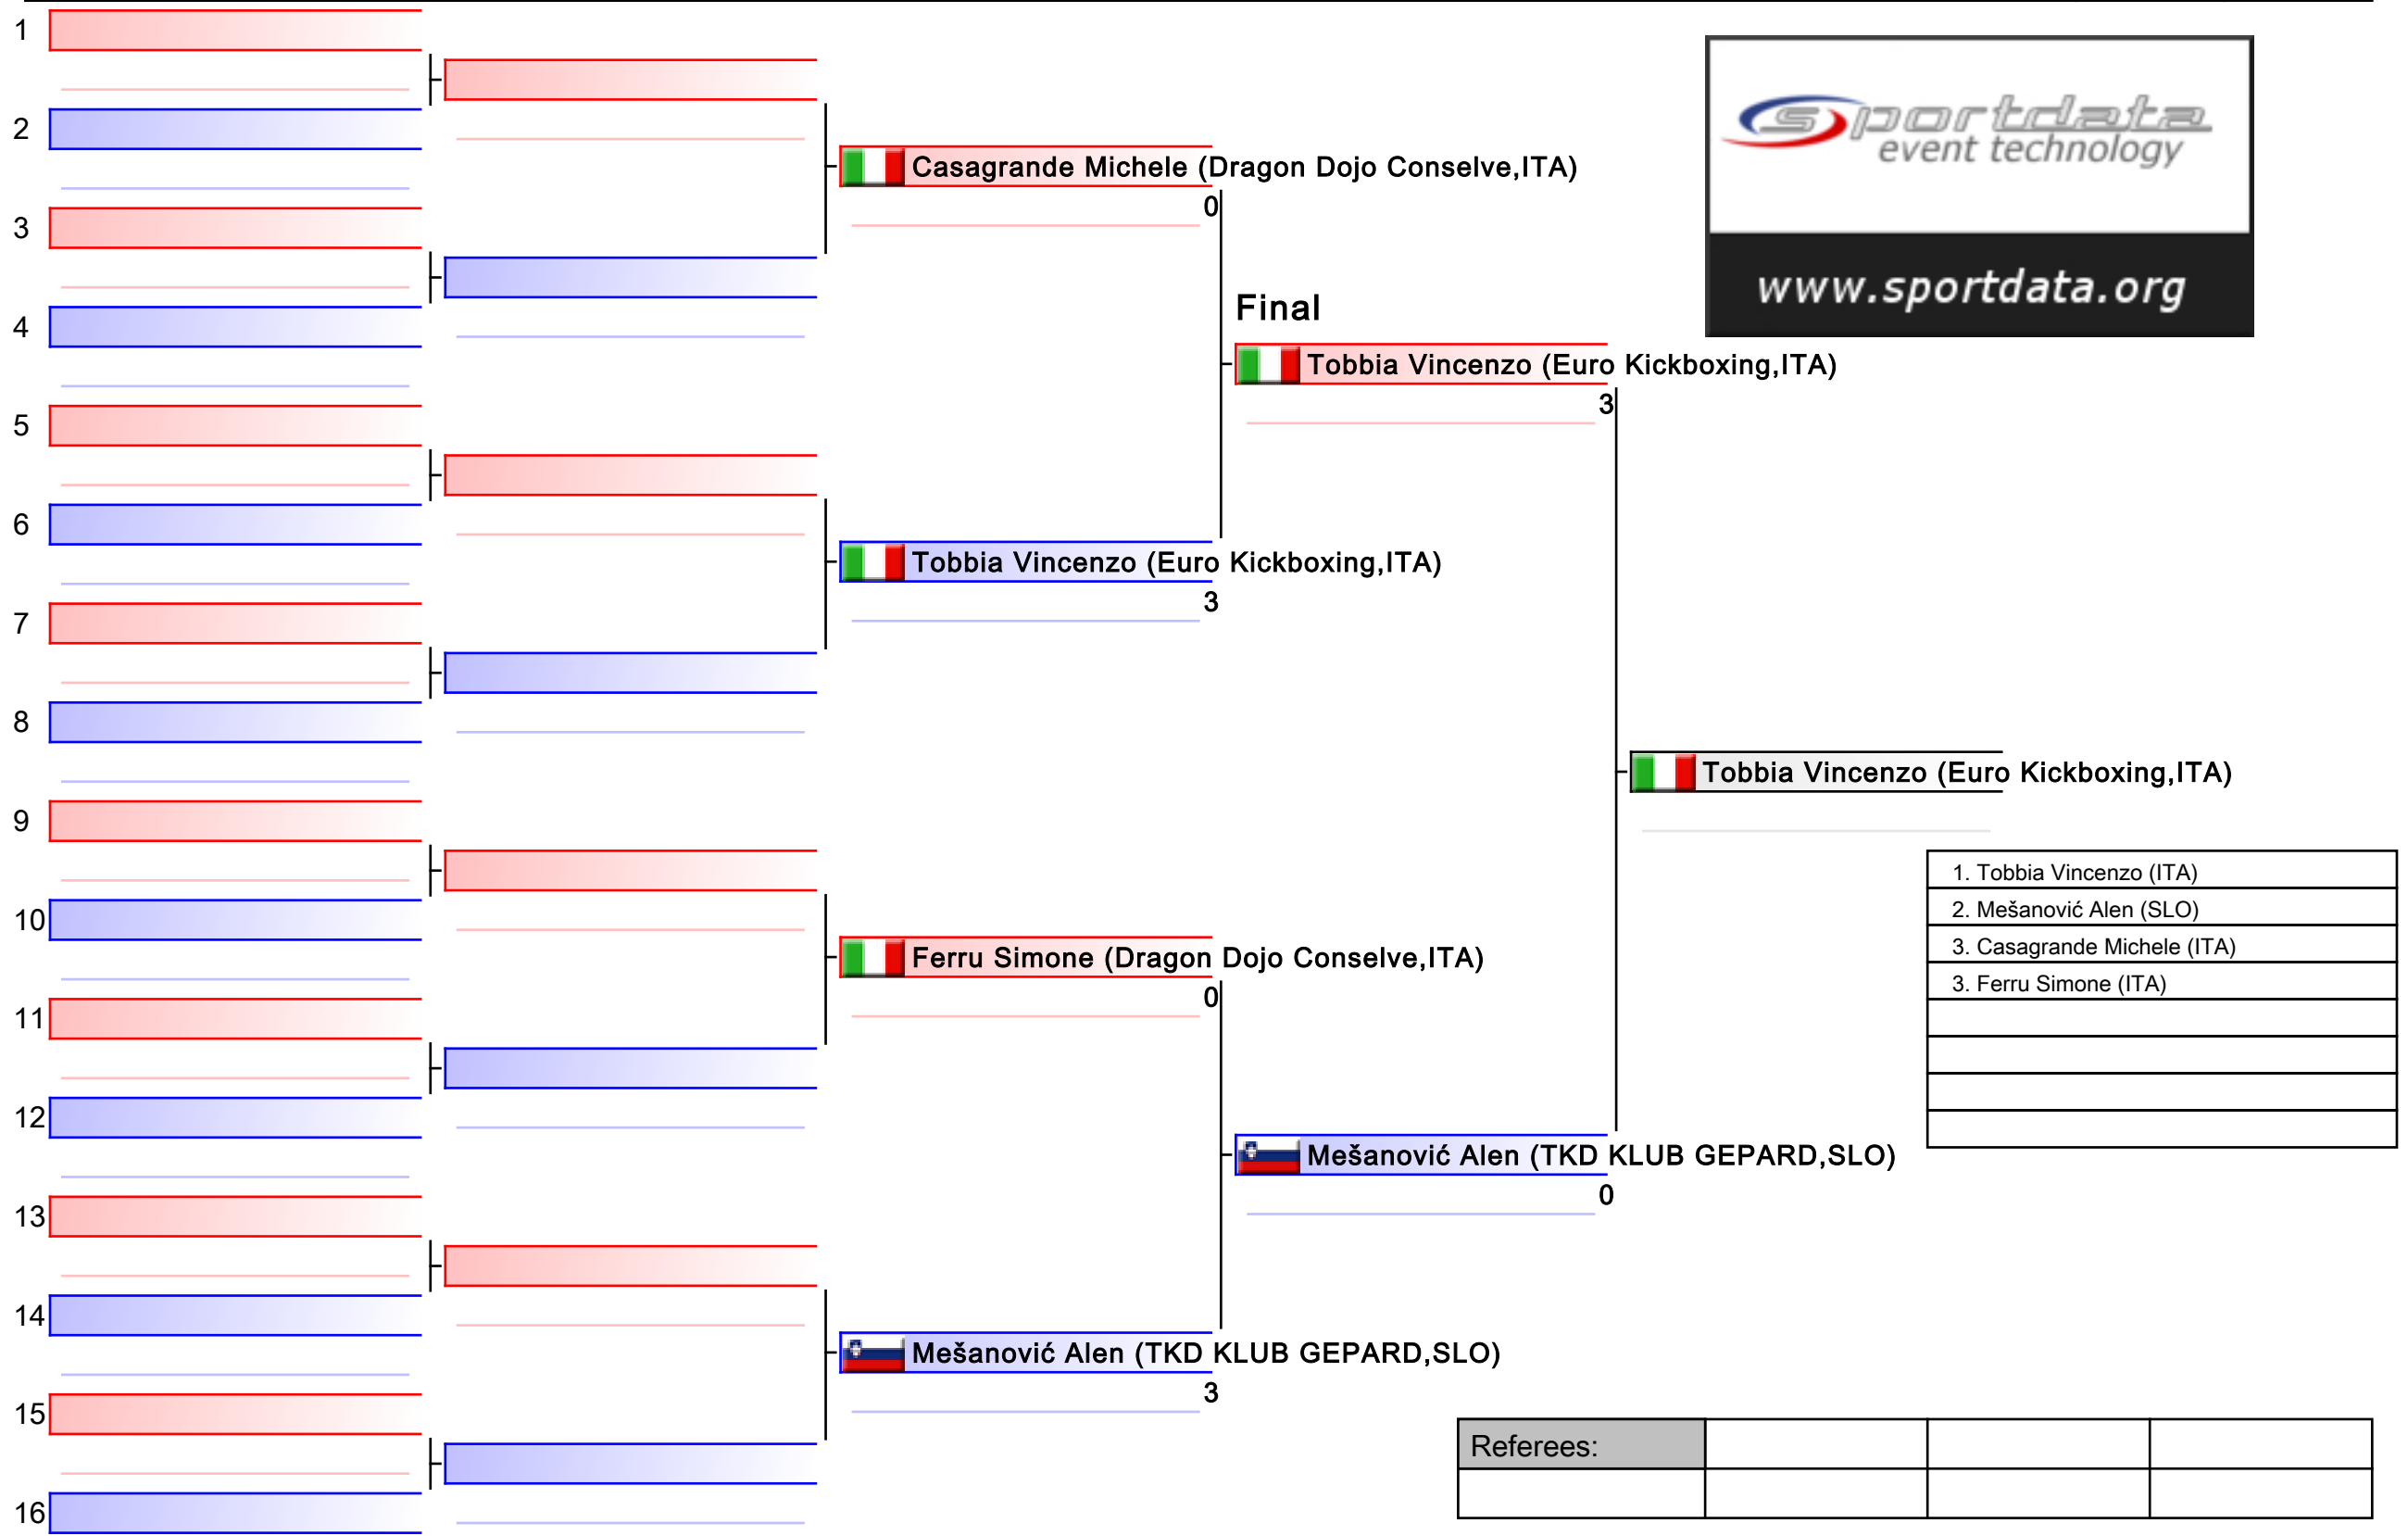 1
2
3
4
5
6
7
8
9
10
11
12
13
14
15
16
Casagrande Michele (Dragon Dojo Conselve,ITA)
0
Tobbia Vincenzo (Euro Kickboxing,ITA)
3
Ferru Simone (Dragon Dojo Conselve,ITA)
0
Mešanović Alen (TKD KLUB GEPARD,SLO)
3
Final
Tobbia Vincenzo (Euro Kickboxing,ITA)
3
Mešanović Alen (TKD KLUB GEPARD,SLO)
0
Tobbia Vincenzo (Euro Kickboxing,ITA)
sportdata
event technology
www.sportdata.org
1. Tobbia Vincenzo (ITA)
2. Mešanović Alen (SLO)
3. Casagrande Michele (ITA)
3. Ferru Simone (ITA)
Referees: